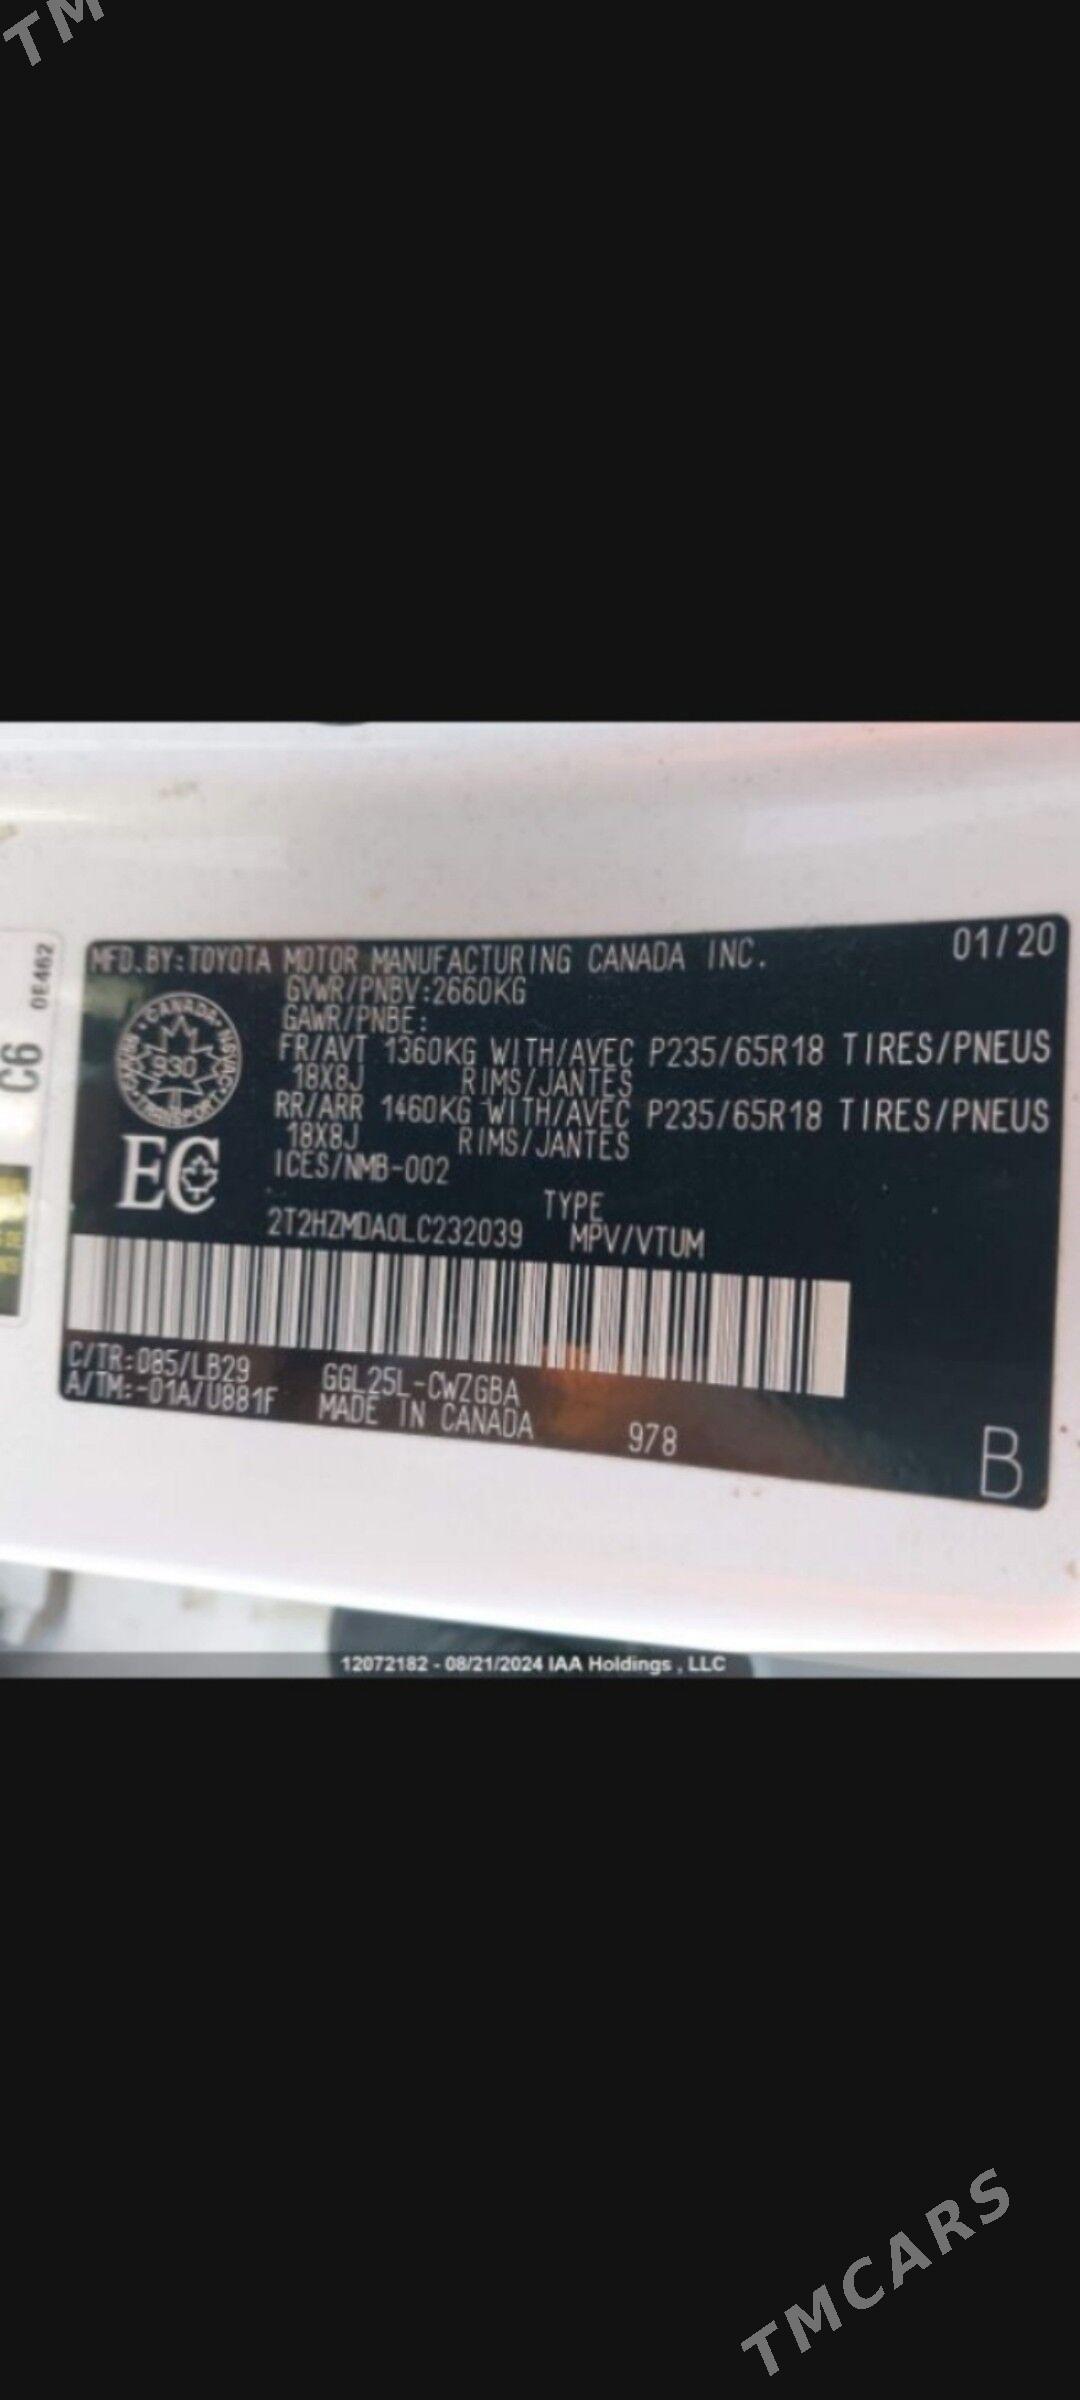 TM
0E462
C6
MFD.BY:TOYOTA MOTOR MANUFACTURING CANADA INC. 01/20
GVWR/PNBV:2660KG
GAWR/PNBE:
FR/AVT 1360KG WITH/AVEC P235/65R18 TIRES/PNEUS
18X8J RIMS/JANTES
RR/ARR 1460KG WITH/AVEC P235/65R18 TIRES/PNEUS
18X8J RIMS/JANTES
ICES/NMB-002
CANADA
930
TRANSPORT
EC
TYPE
2T2HZMDA0LC232039 MPV/VTUM
C/TR:085/LB29 GGL25L-CWZGBA
A/TM:-01A/U881F MADE IN CANADA 978
B
12072182 - 08/21/2024 IAA Holdings , LLC
TMCARS